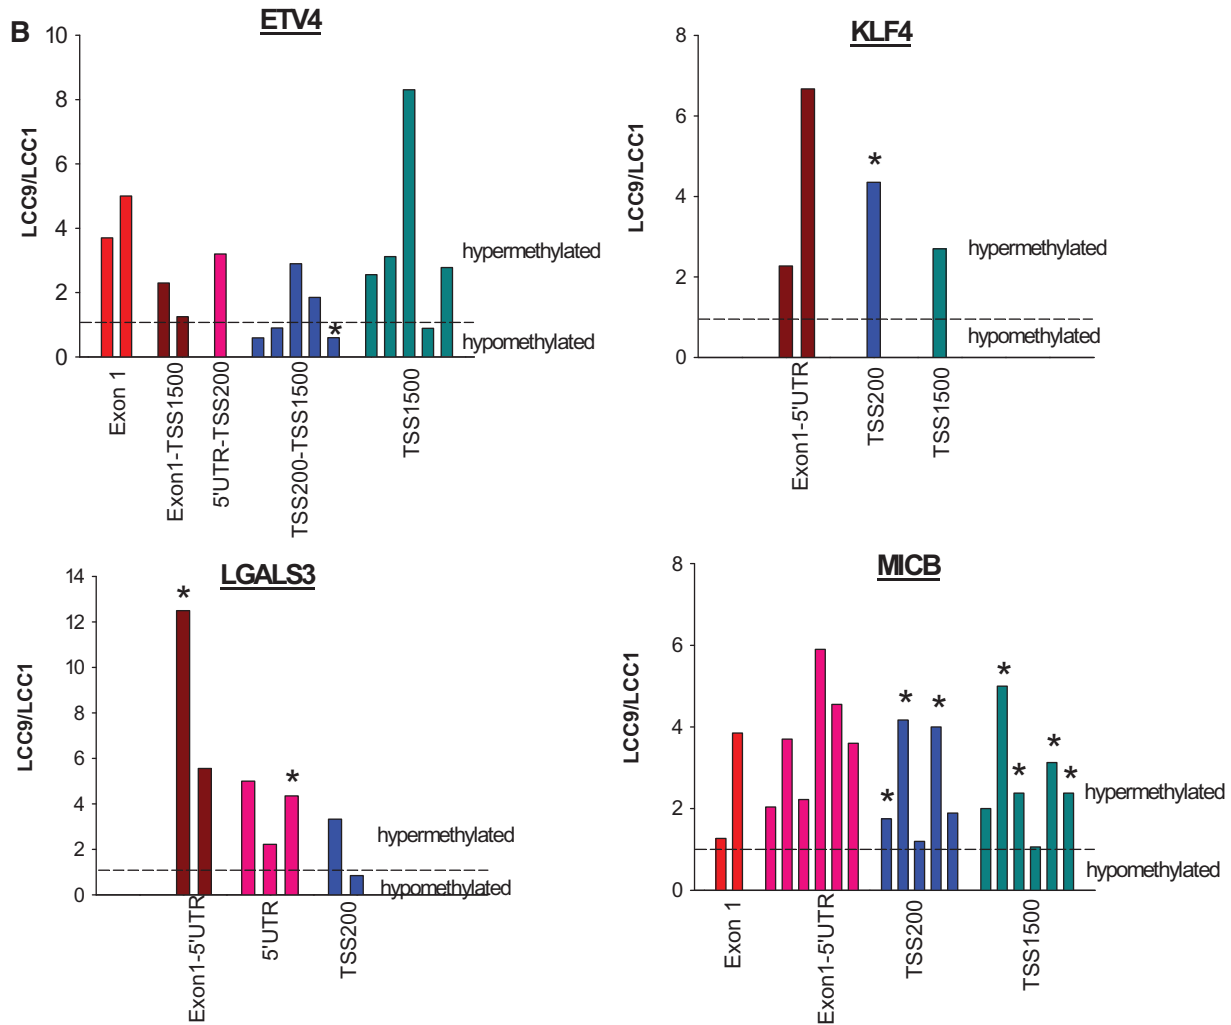 B
ETV4
LCC9/LCC1
10
8
6
4
2
0
hypermethylated
hypomethylated
*
Exon 1
Exon1-TSS1500
5'UTR-TSS200
TSS200-TSS1500
TSS1500
KLF4
LCC9/LCC1
8
6
4
2
0
*
hypermethylated
hypomethylated
Exon1-5'UTR
TSS200
TSS1500
LGALS3
LCC9/LCC1
14
12
10
8
6
4
2
0
*
*
hypermethylated
hypomethylated
Exon1-5'UTR
5'UTR
TSS200
MICB
LCC9/LCC1
8
6
4
2
0
* * *
* * * *
hypermethylated
hypomethylated
Exon 1
Exon1-5'UTR
TSS200
TSS1500